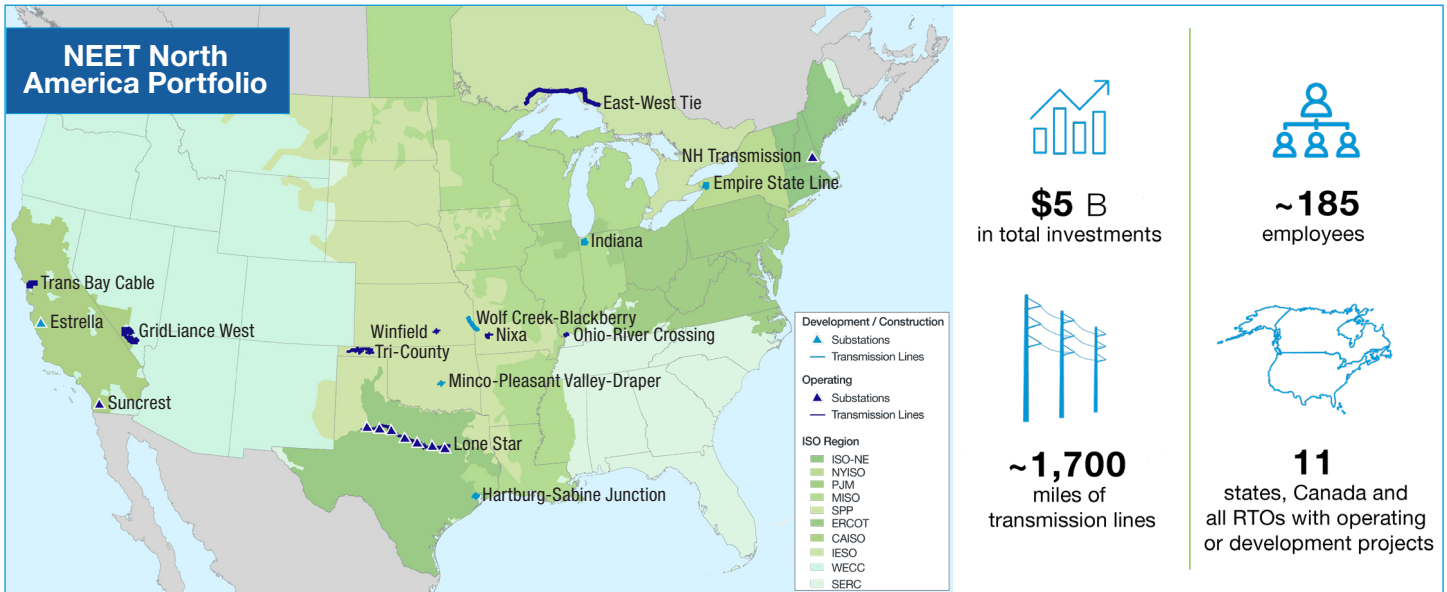 NEET North
America Portfolio
East-West Tie
NH Transmission
Empire State Line
Indiana
Trans Bay Cable
Estrella
GridLiance West
Suncrest
Winfield
Tri-County
Wolf Creek-Blackberry
Nixa
Ohio-River Crossing
Minco-Pleasant Valley-Draper
Lone Star
Hartburg-Sabine Junction
Development / Construction
Substations
Transmission Lines
Operating
Substations
Transmission Lines
ISO Region
ISO-NE
NYISO
PJM
MISO
SPP
ERCOT
CAISO
IESO
WECC
SERC
$5 B
in total investments
~185
employees
~1,700
miles of
transmission lines
11
states, Canada and
all RTOs with operating
or development projects